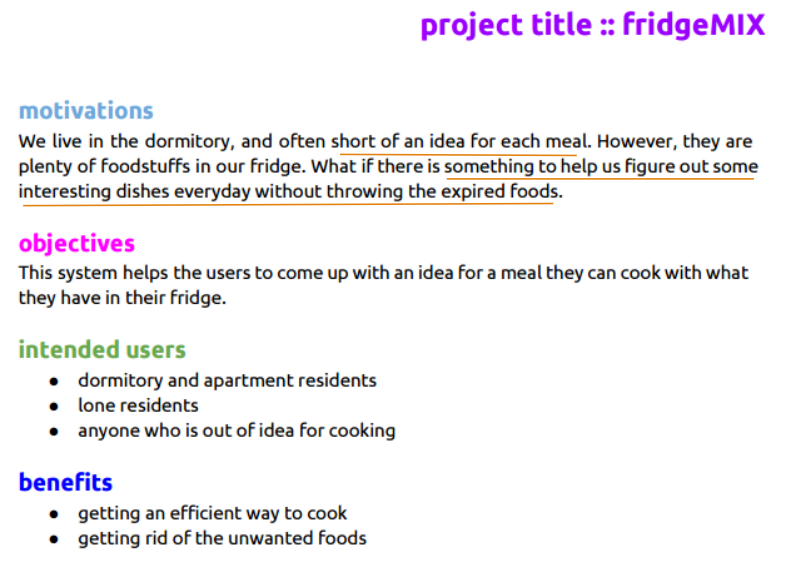 project title :: fridgeMIX
motivations
We live in the dormitory, and often short of an idea for each meal. However, they are
plenty of foodstuffs in our fridge. What if there is something to help us figure out some
interesting dishes everyday without throwing the expired foods.
objectives
This system helps the users to come up with an idea for a meal they can cook with what
they have in their fridge.
intended users
● dormitory and apartment residents
● lone residents
● anyone who is out of idea for cooking
benefits
● getting an efficient way to cook
● getting rid of the unwanted foods